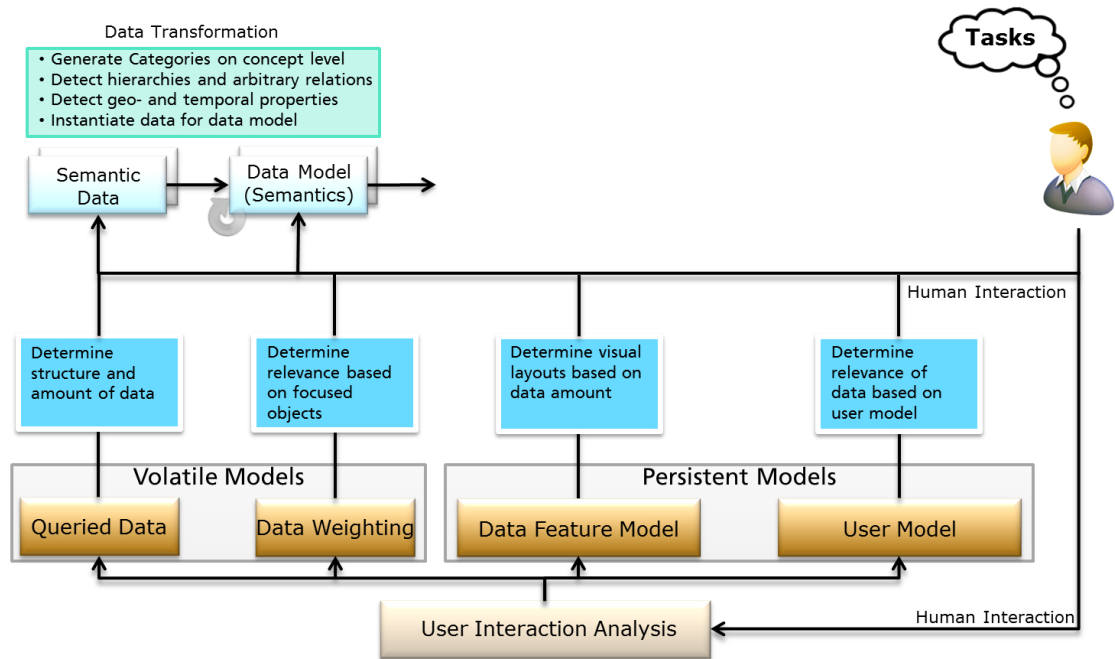 Data Transformation
• Generate Categories on concept level
• Detect hierarchies and arbitrary relations
• Detect geo- and temporal properties
• Instantiate data for data model
Tasks
Semantic
Data
Data Model
(Semantics)
Human Interaction
Determine
structure and
amount of data
Determine
relevance based
on focused
objects
Determine visual
layouts based on
data amount
Determine
relevance of
data based on
user model
Volatile Models
Persistent Models
Queried Data
Data Weighting
Data Feature Model
User Model
Human Interaction
User Interaction Analysis